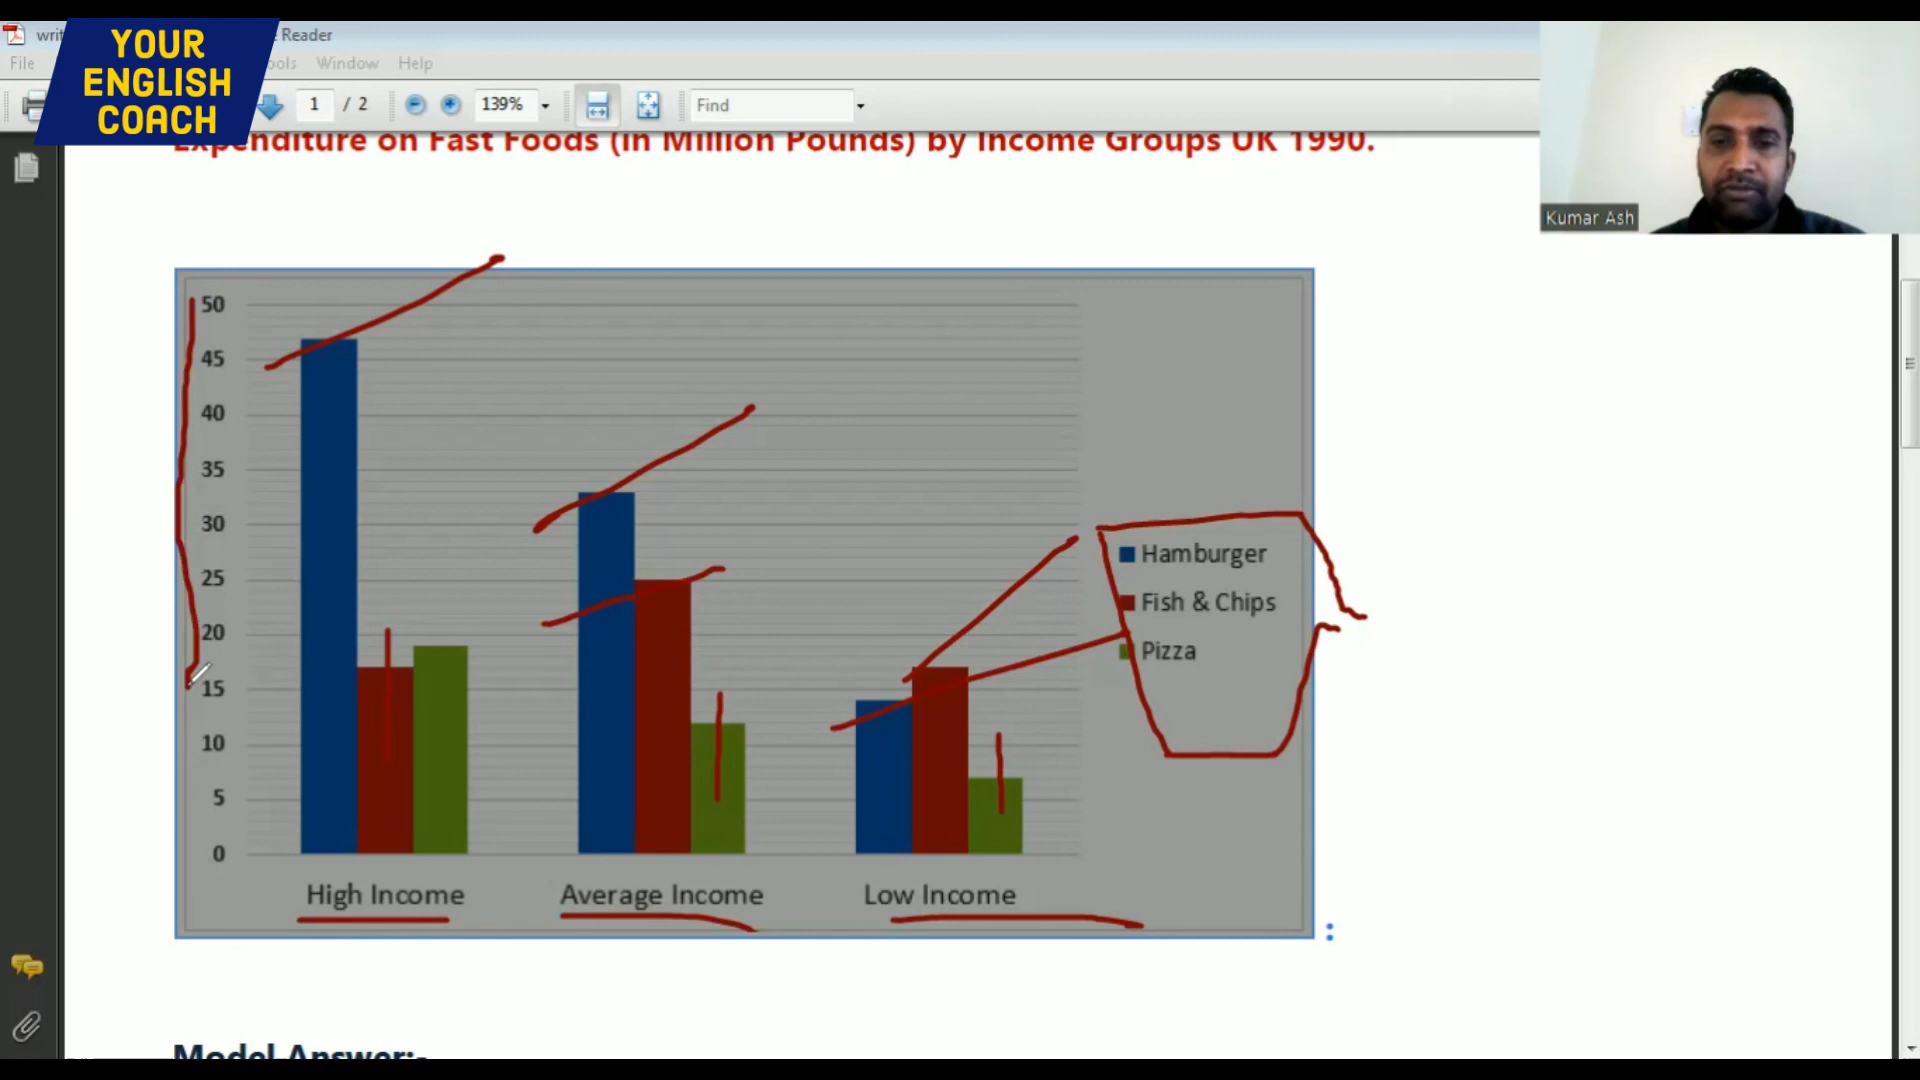 YOUR
ENGLISH
COACH
writ
Reader
File
ools
Window
Help
1
/ 2
139%
Find
Expenditure on Fast Foods (in Million Pounds) by Income Groups UK 1990.
Kumar Ash
50
45
40
35
30
25
20
15
10
5
0
Hamburger
Fish & Chips
Pizza
High Income
Average Income
Low Income
:
Model Answer:-